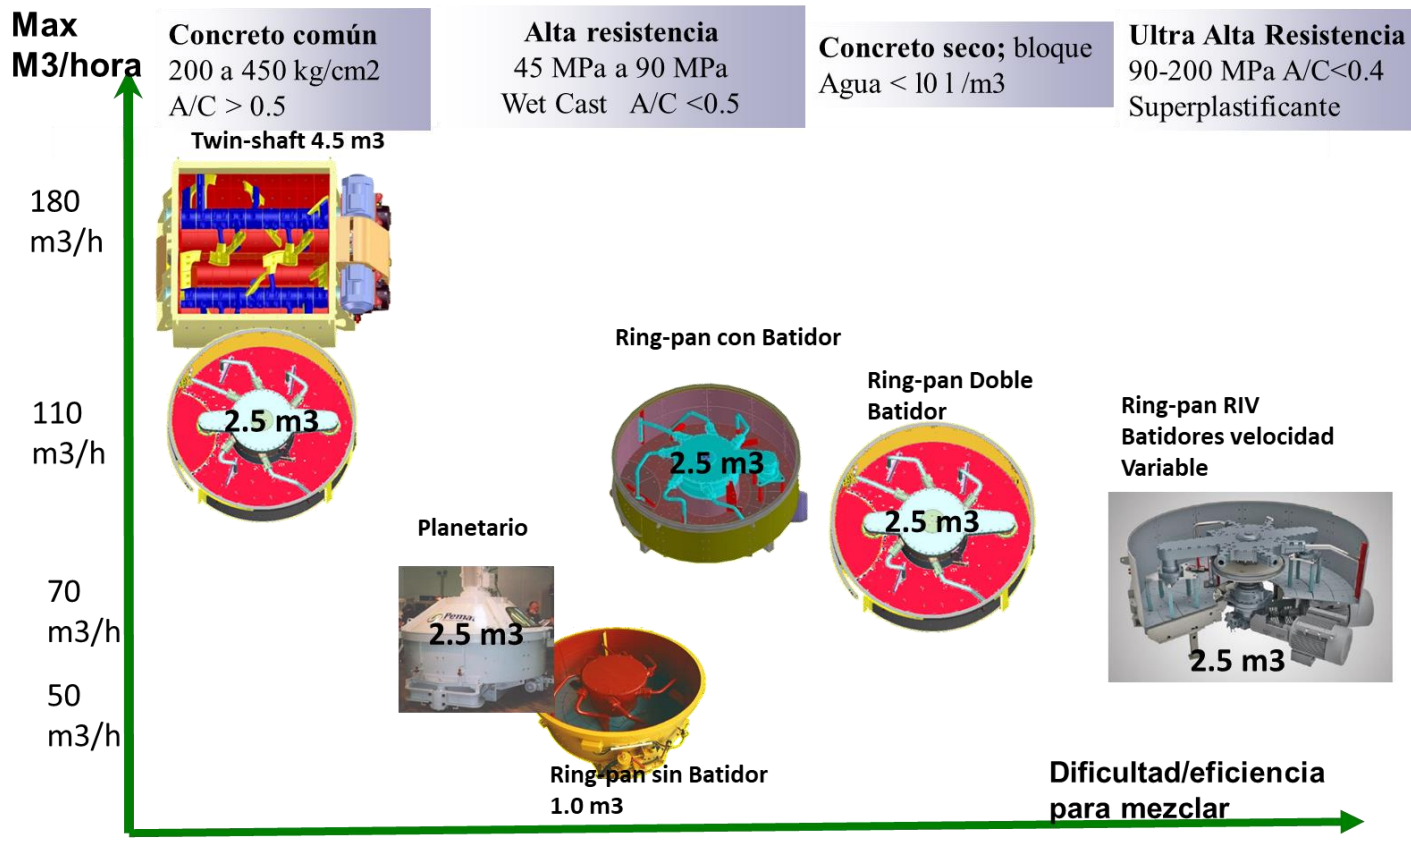 Max
M3/hora
Concreto común
200 a 450 kg/cm2
A/C > 0.5
Alta resistencia
45 MPa a 90 MPa
Wet Cast A/C <0.5
Concreto seco; bloque
Agua < l0 l /m3
Ultra Alta Resistencia
90-200 MPa A/C<0.4
Superplastificante
Twin-shaft 4.5 m3
180
m3/h
110
m3/h
70
m3/h
50
m3/h
2.5 m3
Ring-pan con Batidor
2.5 m3
Ring-pan Doble
Batidor
2.5 m3
Ring-pan RIV
Batidores velocidad
Variable
2.5 m3
Planetario
Pemat
2.5 m3
Ring-pan sin Batidor
1.0 m3
Dificultad/eficiencia
para mezclar